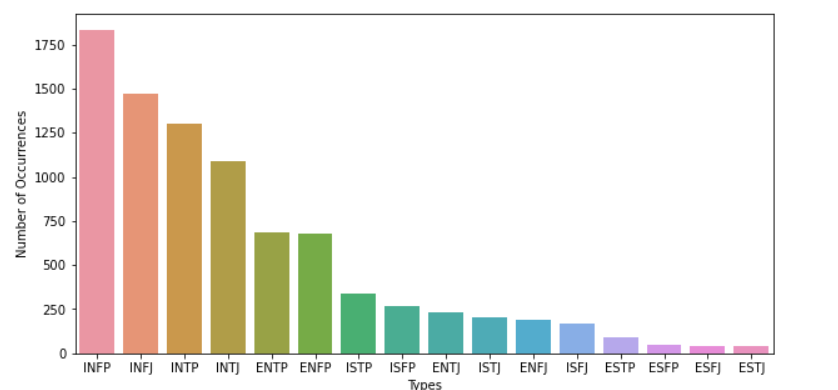 Number of Occurrences
1750
1500
1250
1000
750
500
250
0
INFP INFJ INTP INTJ ENTP ENFP ISTP ISFP ENTJ ISTJ ENFJ ISFJ ESTP ESFP ESFJ ESTJ
Types